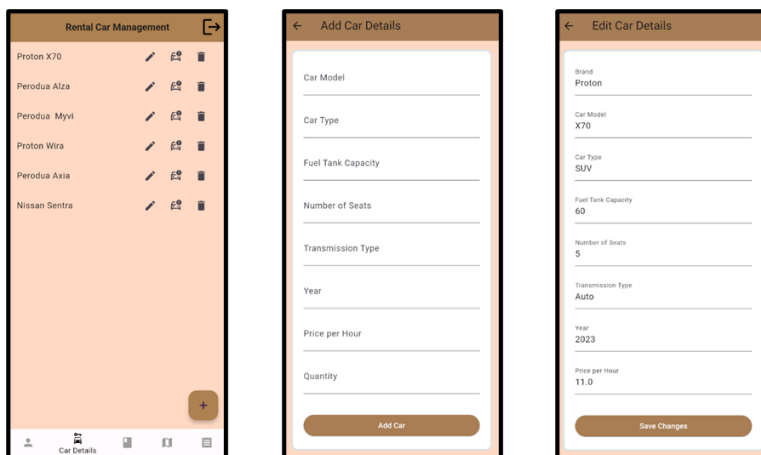 Rental Car Management
Proton X70
Perodua Alza
Perodua Myvi
Proton Wira
Perodua Axia
Nissan Sentra
+
Car Details
Add Car Details
Car Model
Car Type
Fuel Tank Capacity
Number of Seats
Transmission Type
Year
Price per Hour
Quantity
Add Car
Edit Car Details
Brand
Proton
Car Model
X70
Car Type
SUV
Fuel Tank Capacity
60
Number of Seats
5
Transmission Type
Auto
Year
2023
Price per Hour
11.0
Save Changes